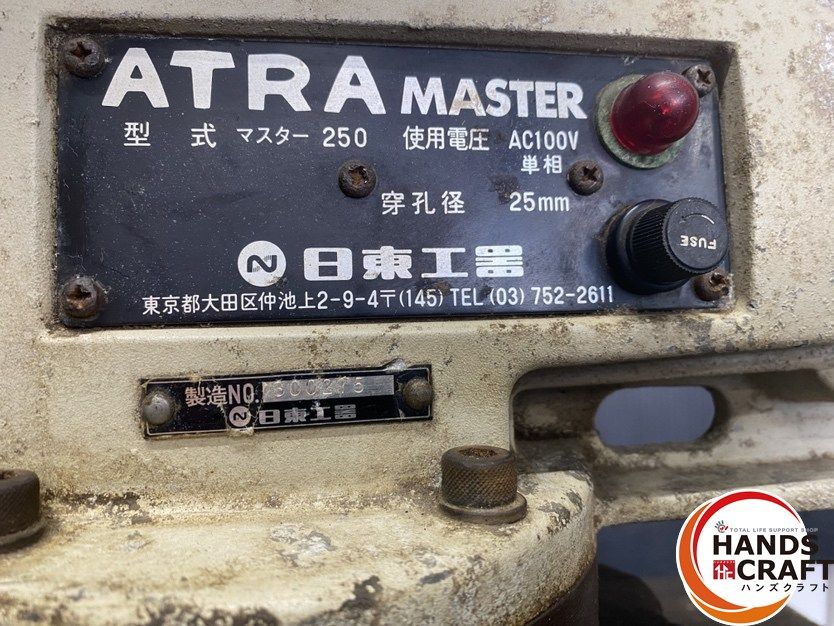 ATRA MASTER
型式 マスター 250 使用電圧 AC100V
単相
穿孔径 25mm
FUSE
日東工器
東京都大田区仲池上2-9-4〒(145) TEL (03) 752-2611
製造NO.
日東工器
TOTAL LIFE SUPPORT SHOP
HANDS
CRAFT
ハンズクラフト